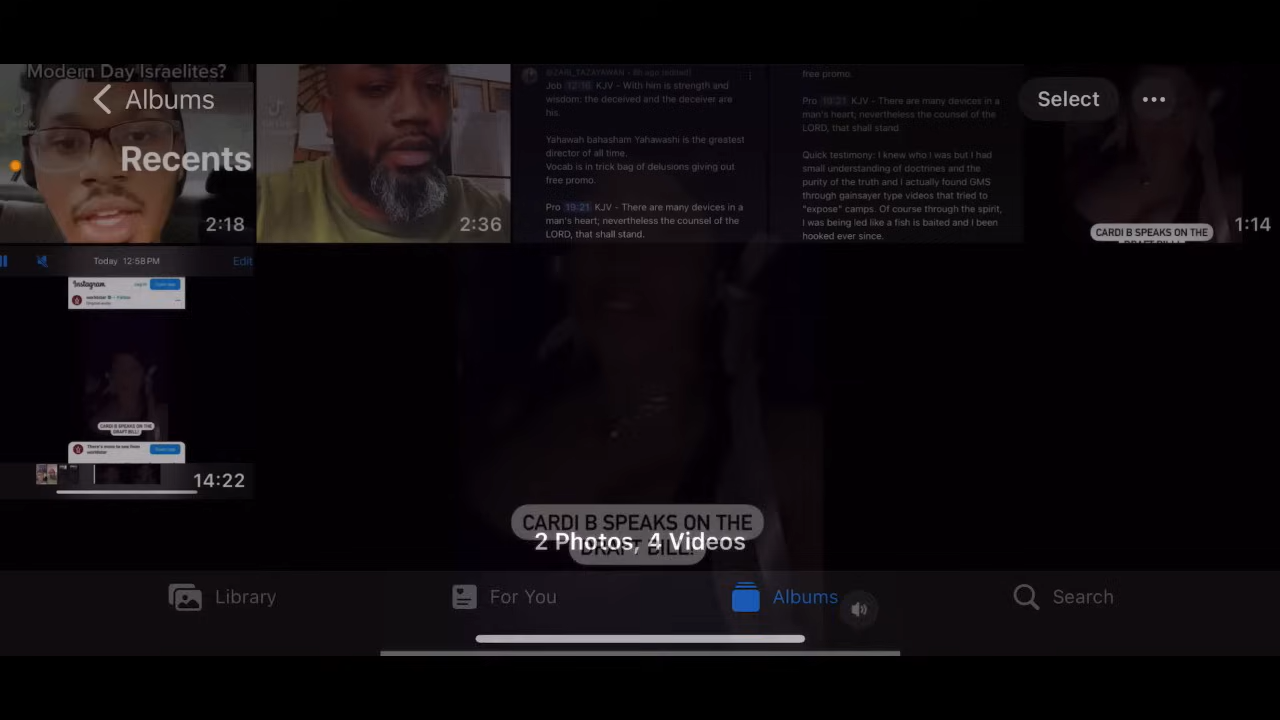 Modern Day Israelites?
Albums
Recents
2:18
2:36
@ZARI_TAZAYAWAN • 8h ago (edited)
Job 12:16 KJV - With him is strength and
wisdom: the deceived and the deceiver are
his.
Yahawah bahasham Yahawashi is the greatest
director of all time.
Vocab is in trick bag of delusions giving out
free promo.
Pro 19:21 KJV - There are many devices in a
man's heart; nevertheless the counsel of the
LORD, that shall stand.
free promo.
Pro 19:21 KJV - There are many devices in a
man's heart; nevertheless the counsel of the
LORD, that shall stand.
Quick testimony: I knew who I was but I had
small understanding of doctrines and the
purity of the truth and I actually found GMS
through gainsayer type videos that tried to
"expose" camps. Of course through the spirit,
I was being led like a fish is baited and I been
hooked ever since.
Select
CARDI B SPEAKS ON THE
DRAFT BILL!
1:14
Today 12:58 PM
Edit
Instagram
CARDI B SPEAKS ON THE
DRAFT BILL!
14:22
CARDI B SPEAKS ON THE
DRAFT BILL!
2 Photos, 4 Videos
Library
For You
Albums
Search